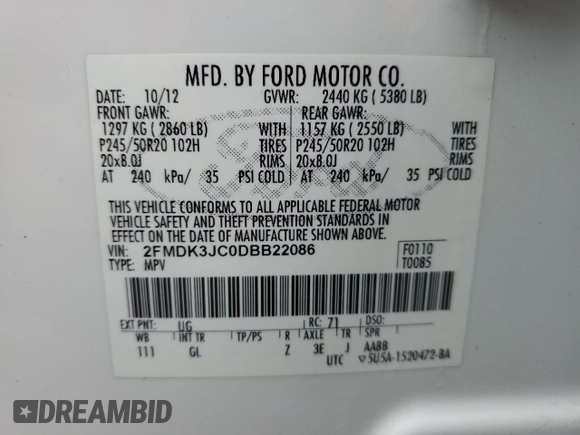 MFD. BY FORD MOTOR CO.
DATE: 10/12 GVWR: 2440 KG ( 5380 LB)
FRONT GAWR: REAR GAWR:
1297 KG ( 2860 LB) WITH 1157 KG ( 2550 LB) WITH
P245/50R20 102H TIRES P245/50R20 102H TIRES
20x8.0J RIMS 20x8.0J RIMS
AT 240 kPa/ 35 PSI COLD AT 240 kPa/ 35 PSI COLD
THIS VEHICLE CONFORMS TO ALL APPLICABLE FEDERAL MOTOR
VEHICLE SAFETY AND THEFT PREVENTION STANDARDS IN
EFFECT ON THE DATE OF MANUFACTURE SHOWN ABOVE.
VIN: 2FMDK3JC0DBB22086 F0110
TYPE: MPV T0085
EXT PNT: UG RC: 71 DSO:
WB INT TR TP/PS R AXLE TR SPR
111 GL Z 3E J AABB
UTC ▽5U5A-1520472-BA
DREAMBID